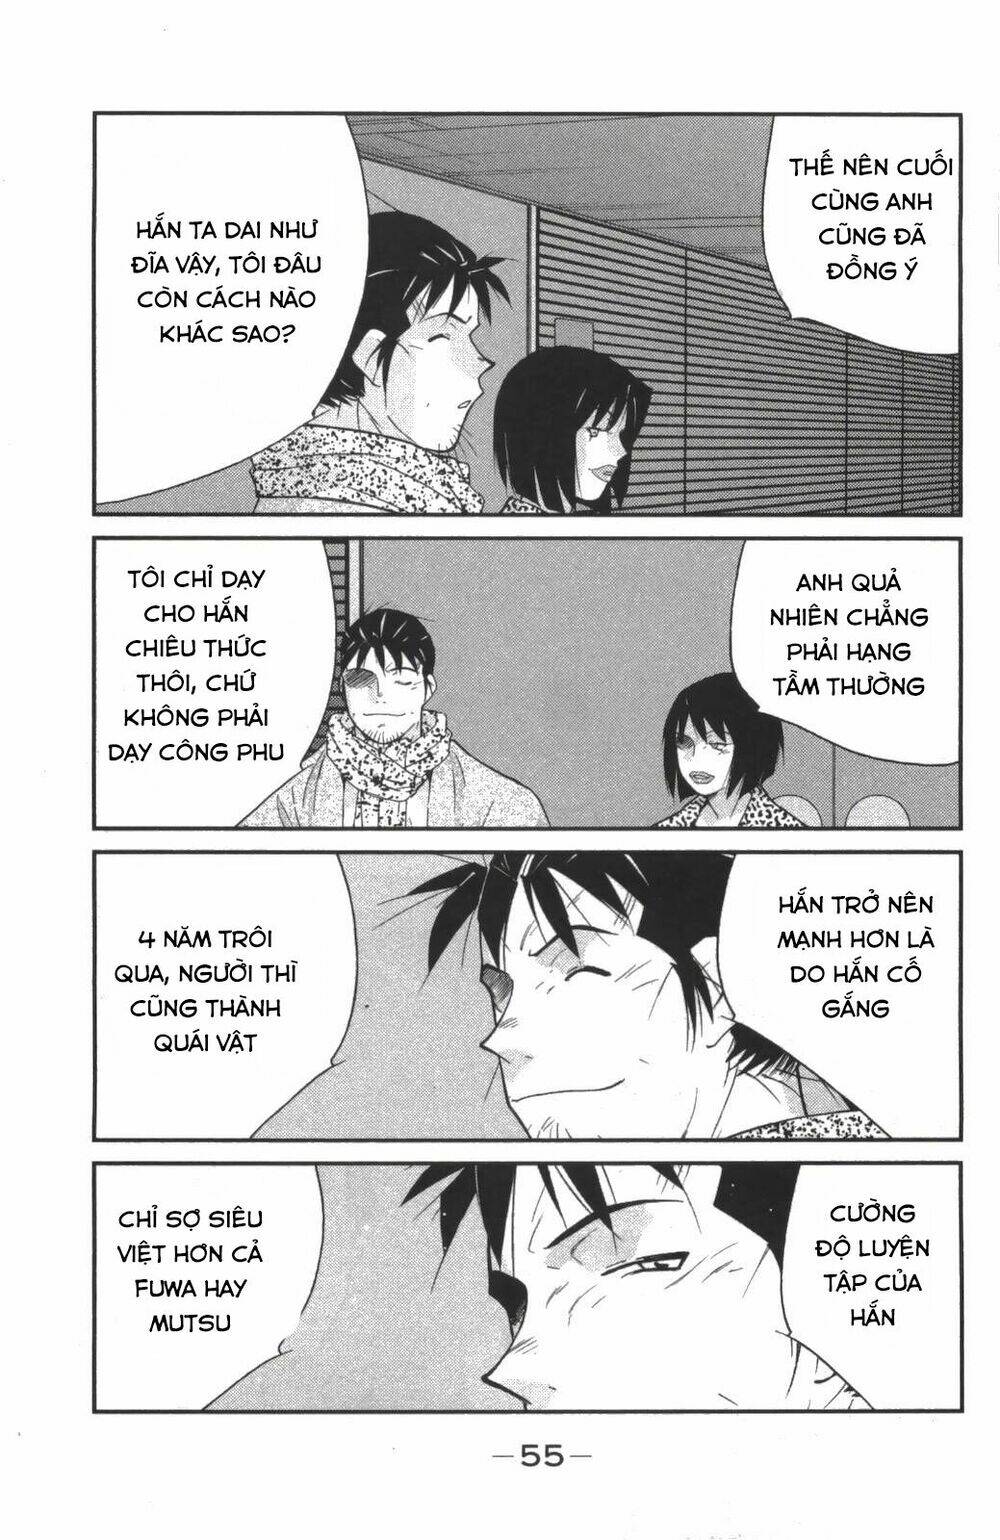 THẾ NÊN CUỐI
CÙNG ANH
CŨNG ĐÃ
ĐỒNG Ý
HẮN TA DAI NHƯ
ĐĨA VẬY, TÔI ĐÂU
CÒN CÁCH NÀO
KHÁC SAO?
ANH QUẢ
NHIÊN CHẲNG
PHẢI HẠNG
TẦM THƯỜNG
TÔI CHỈ DẠY
CHO HẮN
CHIÊU THỨC
THÔI, CHỨ
KHÔNG PHẢI
DẠY CÔNG PHU
HẮN TRỞ NÊN
MẠNH HƠN LÀ
DO HẮN CỐ
GẮNG
4 NĂM TRÔI
QUA, NGƯỜI THÌ
CŨNG THÀNH
QUÁI VẬT
CƯỜNG
ĐỘ LUYỆN
TẬP CỦA
HẮN
CHỈ SỢ SIÊU
VIỆT HƠN CẢ
FUWA HAY
MUTSU
—55—